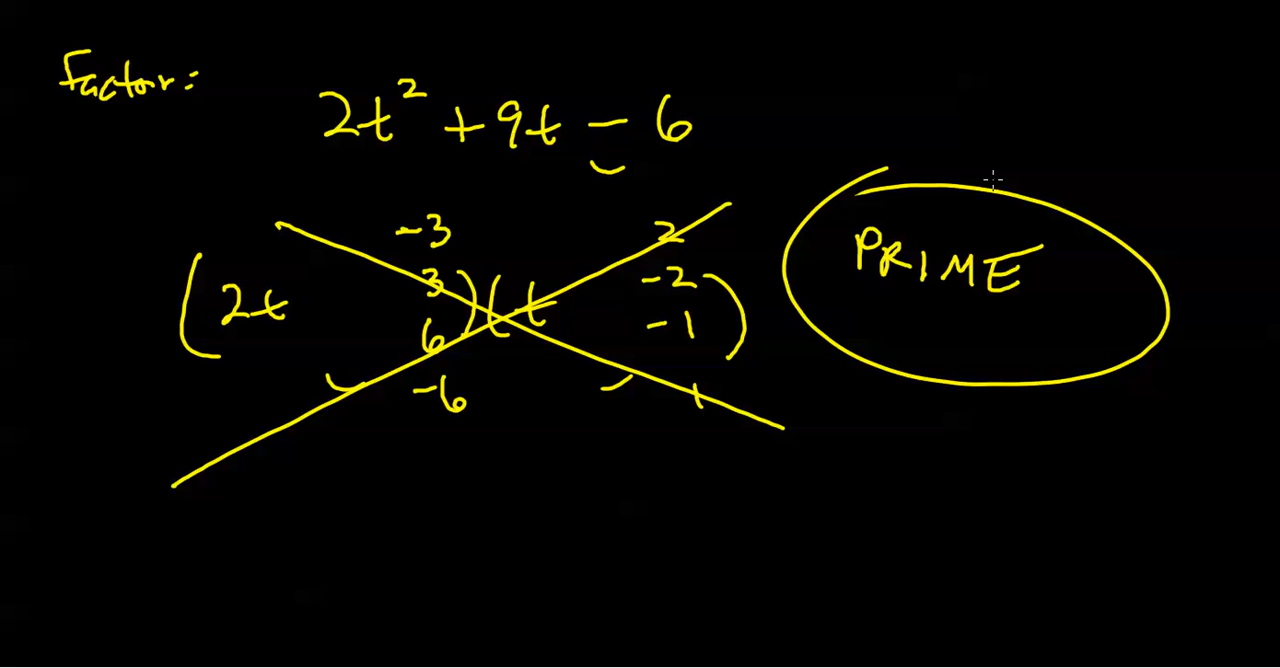 Factor:
2t² + 9t - 6
-3 2
3 -2
(2t )(t )
6 -1
-6 1
PRIME